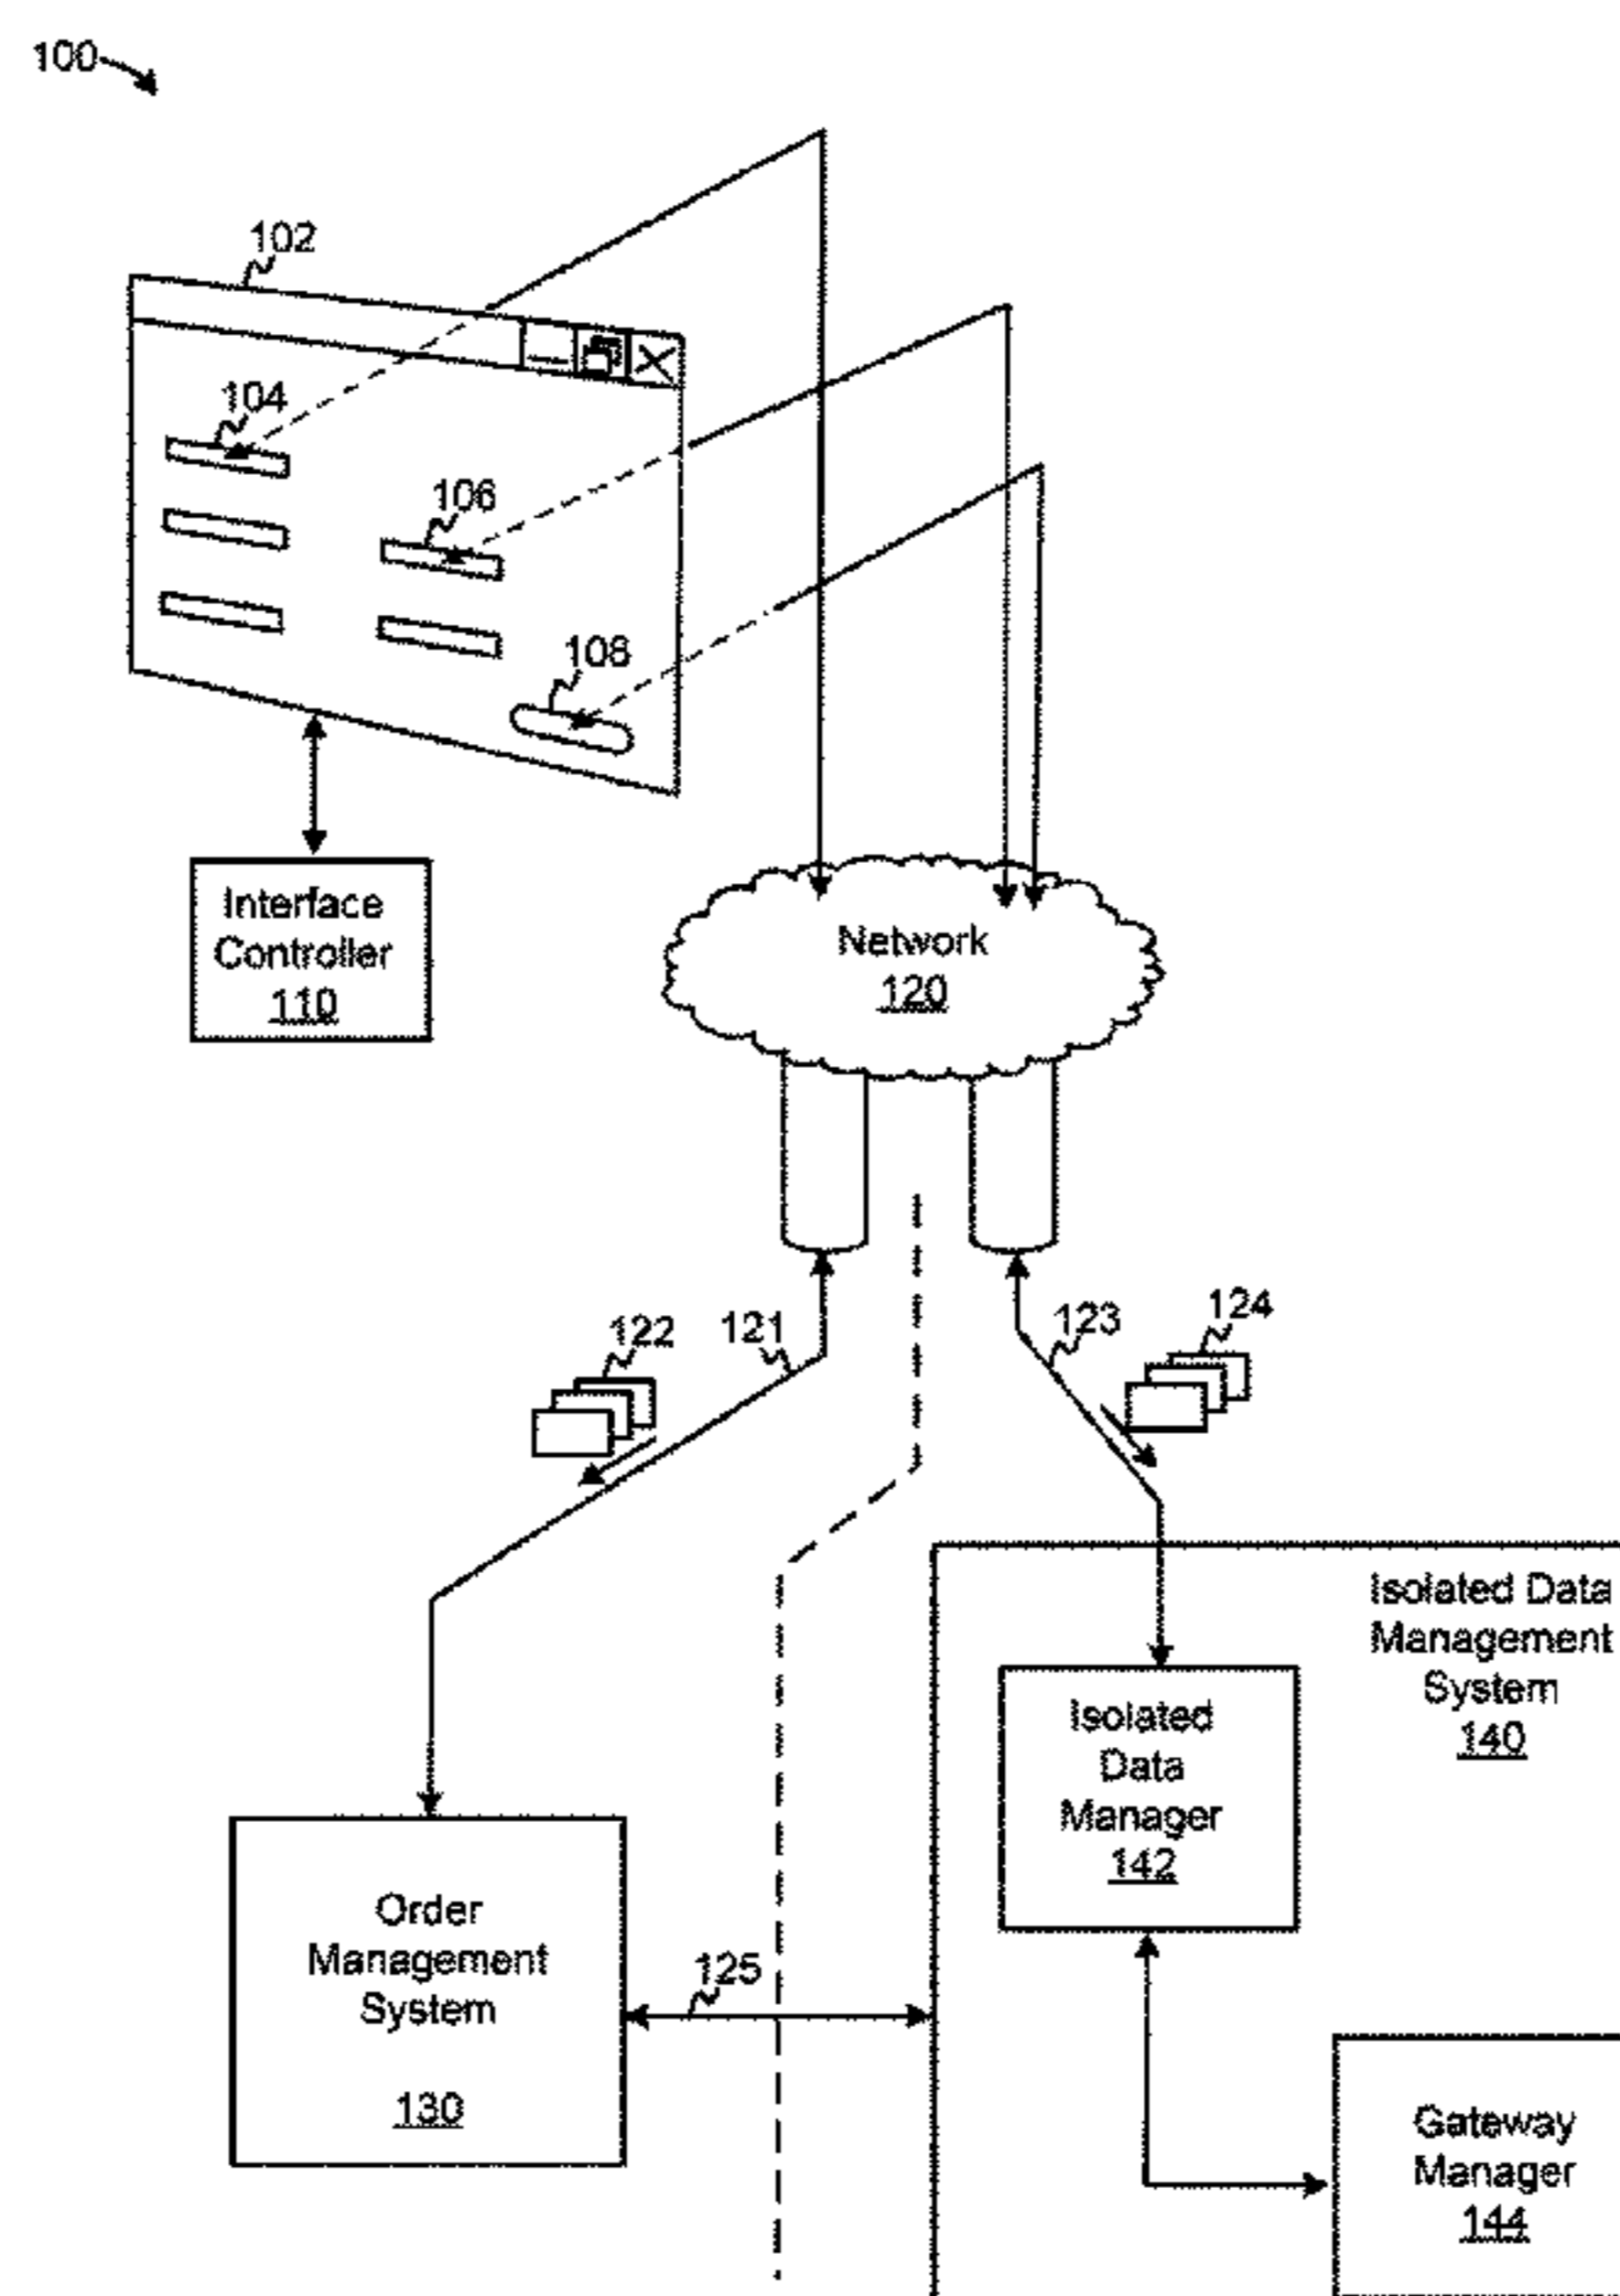 100
102
104
106
108
Interface
Controller
110
Network
120
122
121
123
124
Isolated Data
Management
System
140
Isolated
Data
Manager
142
Order
Management
System
130
125
Gateway
Manager
144